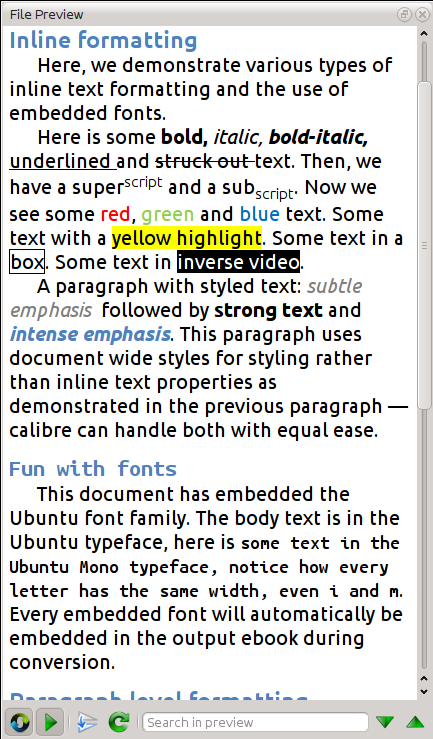 File Preview
Inline formatting
Here, we demonstrate various types of
inline text formatting and the use of
embedded fonts.
Here is some bold, italic, bold-italic,
underlined and struck out text. Then, we
have a superscript and a subscript. Now we
see some red, green and blue text. Some
text with a yellow highlight. Some text in a
box. Some text in inverse video.
A paragraph with styled text: subtle
emphasis followed by strong text and
intense emphasis. This paragraph uses
document wide styles for styling rather
than inline text properties as
demonstrated in the previous paragraph —
calibre can handle both with equal ease.
Fun with fonts
This document has embedded the
Ubuntu font family. The body text is in the
Ubuntu typeface, here is some text in the
Ubuntu Mono typeface, notice how every
letter has the same width, even i and m.
Every embedded font will automatically be
embedded in the output ebook during
conversion.
Paragraph level formatting
Search in preview